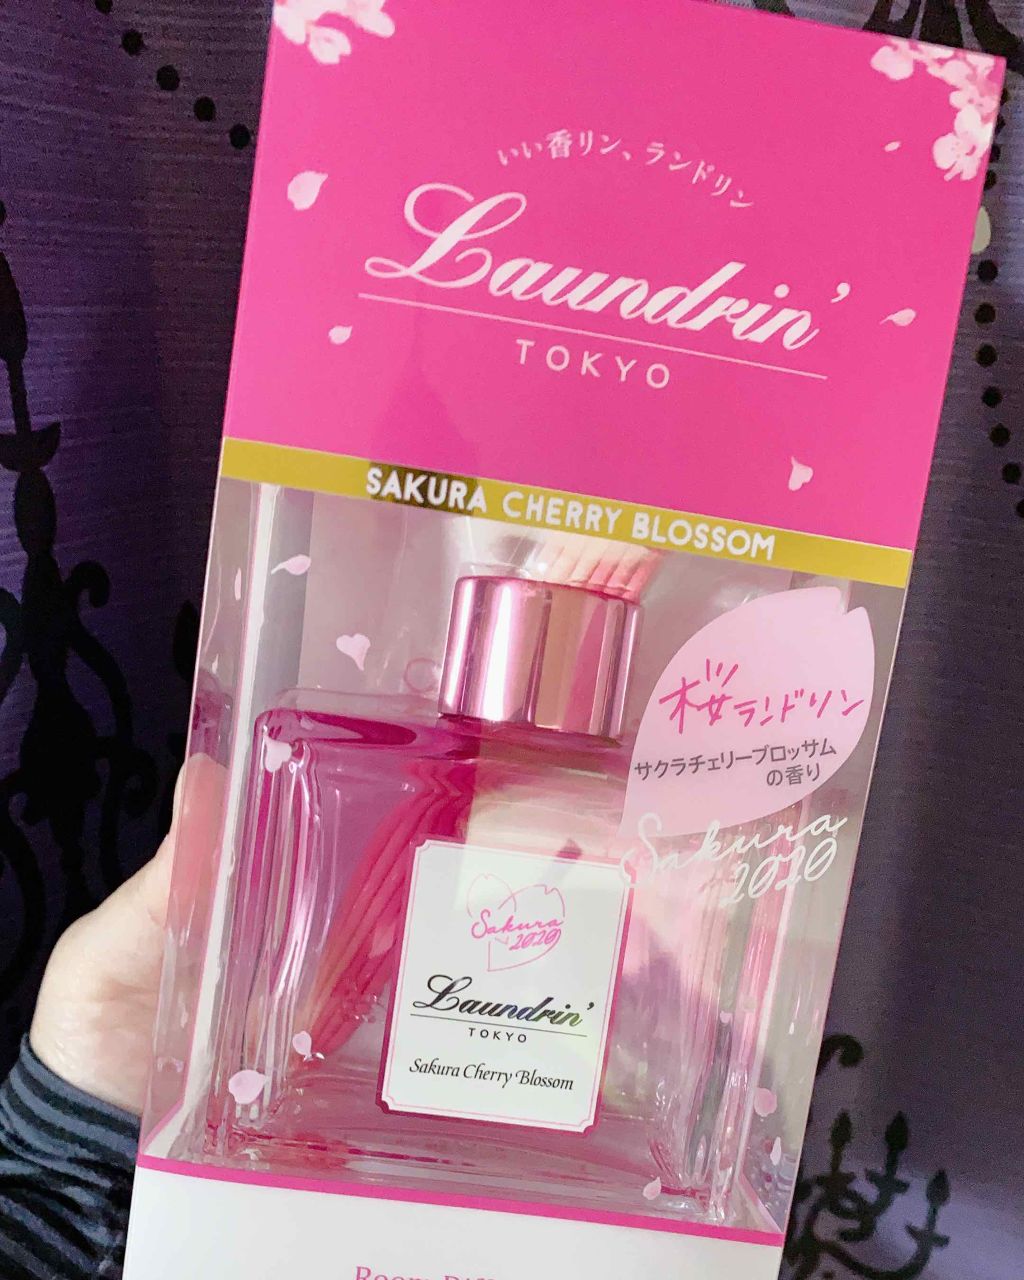 いい香リン、ランドリン
Laundrin’
TOKYO
SAKURA CHERRY BLOSSOM
桜ランドリン
サクラチェリーブロッサム
の香り
Sakura
2020
Sakura
2020
Laundrin’
TOKYO
Sakura Cherry Blossom
Room